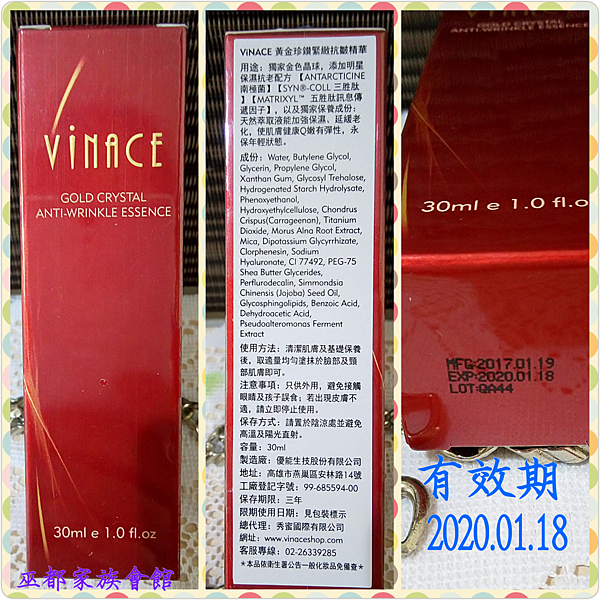 ViNACE
GOLD CRYSTAL
ANTI-WRINKLE ESSENCE
30ml e 1.0 fl.oz
巫都家族會館
ViNACE 黃金珍鑽緊緻抗皺精華
用途：獨家金色晶球，添加明星
保濕抗老配方【ANTARCTICINE
南極菌】【SYN®-COLL 三胜肽
】【MATRIXYL™ 五胜肽訊息傳
遞因子】，以及獨家保養成份：
天然萃取液能加強保濕、延緩老
化，使肌膚健康Q嫩有彈性，永
保年輕狀態。
成份：Water, Butylene Glycol,
Glycerin, Propylene Glycol,
Xanthan Gum, Glycosyl Trehalose,
Hydrogenated Starch Hydrolysate,
Phenoxyethanol,
Hydroxyethylcellulose, Chondrus
Crispus(Carrageenan), Titanium
Dioxide, Morus Alna Root Extract,
Mica, Dipotassium Glycyrrhizate,
Clorphenesin, Sodium
Hyaluronate, CI 77492, PEG-75
Shea Butter Glycerides,
Perflurodecalin, Simmondsia
Chinensis (Jojoba) Seed Oil,
Glycosphingolipids, Benzoic Acid,
Dehydroacetic Acid,
Pseudoalteromonas Ferment
Extract
使用方法：清潔肌膚及基礎保養
後，取適量均勻塗抹於臉部及頸
部肌膚即可。
注意事項：只供外用，避免接觸
眼睛及孩子誤食；若出現皮膚不
適，請立即停止使用。
保存方式：請置於陰涼處並避免
高溫及陽光直射。
容量：30ml
製造廠：優能生技股份有限公司
地址：高雄市燕巢區安林路14號
工廠登記字號：99-685594-00
保存期限：三年
限期使用日期：見包裝標示
總代理：秀蜜國際有限公司
網址：www.vinaceshop.com
客服專線：02-26339285
★本品依衛生署公告一般化妝品免備查★
ViNACE
GOLD CRYSTAL
ANTI-WRINKLE ESSENCE
30ml e 1.0 fl.o
MFG:2017.01.19
EXP:2020.01.18
LOT:QA44
有效期
2020.01.18